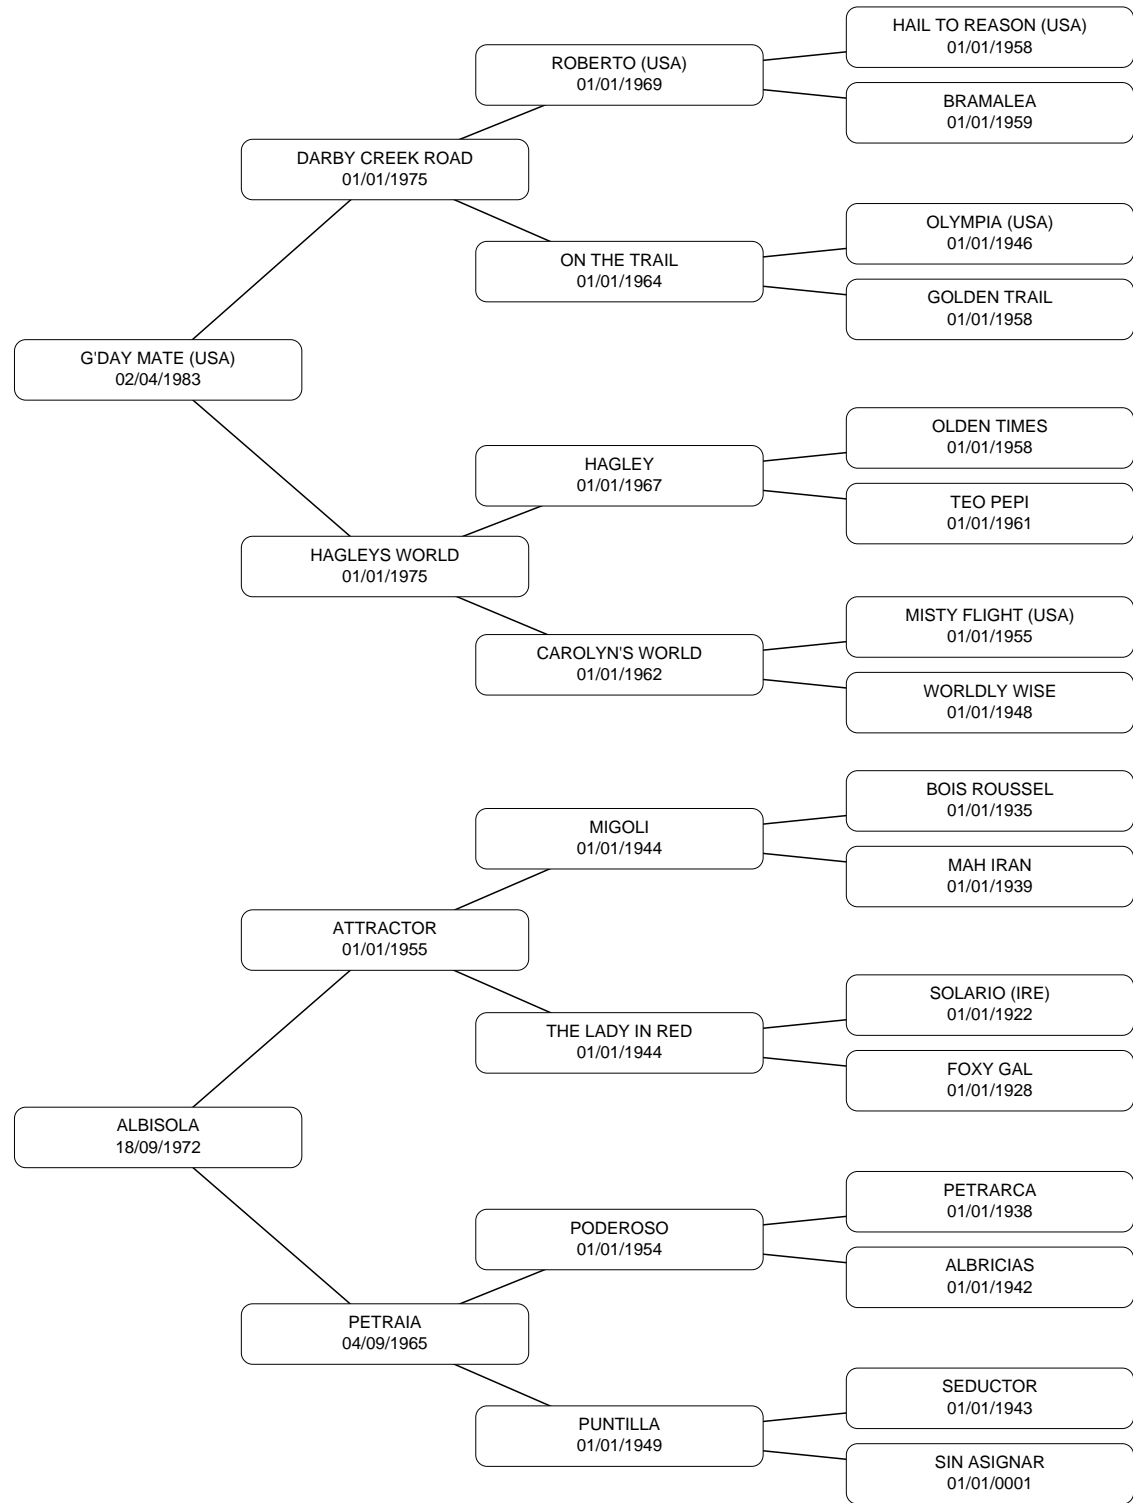 HAIL TO REASON (USA)
01/01/1958
ROBERTO (USA)
01/01/1969
BRAMALEA
01/01/1959
DARBY CREEK ROAD
01/01/1975
OLYMPIA (USA)
01/01/1946
ON THE TRAIL
01/01/1964
GOLDEN TRAIL
01/01/1958
G'DAY MATE (USA)
02/04/1983
OLDEN TIMES
01/01/1958
HAGLEY
01/01/1967
TEO PEPI
01/01/1961
HAGLEYS WORLD
01/01/1975
MISTY FLIGHT (USA)
01/01/1955
CAROLYN'S WORLD
01/01/1962
WORLDLY WISE
01/01/1948
BOIS ROUSSEL
01/01/1935
MIGOLI
01/01/1944
MAH IRAN
01/01/1939
ATTRACTOR
01/01/1955
SOLARIO (IRE)
01/01/1922
THE LADY IN RED
01/01/1944
FOXY GAL
01/01/1928
ALBISOLA
18/09/1972
PETRARCA
01/01/1938
PODEROSO
01/01/1954
ALBRICIAS
01/01/1942
PETRAIA
04/09/1965
SEDUCTOR
01/01/1943
PUNTILLA
01/01/1949
SIN ASIGNAR
01/01/0001